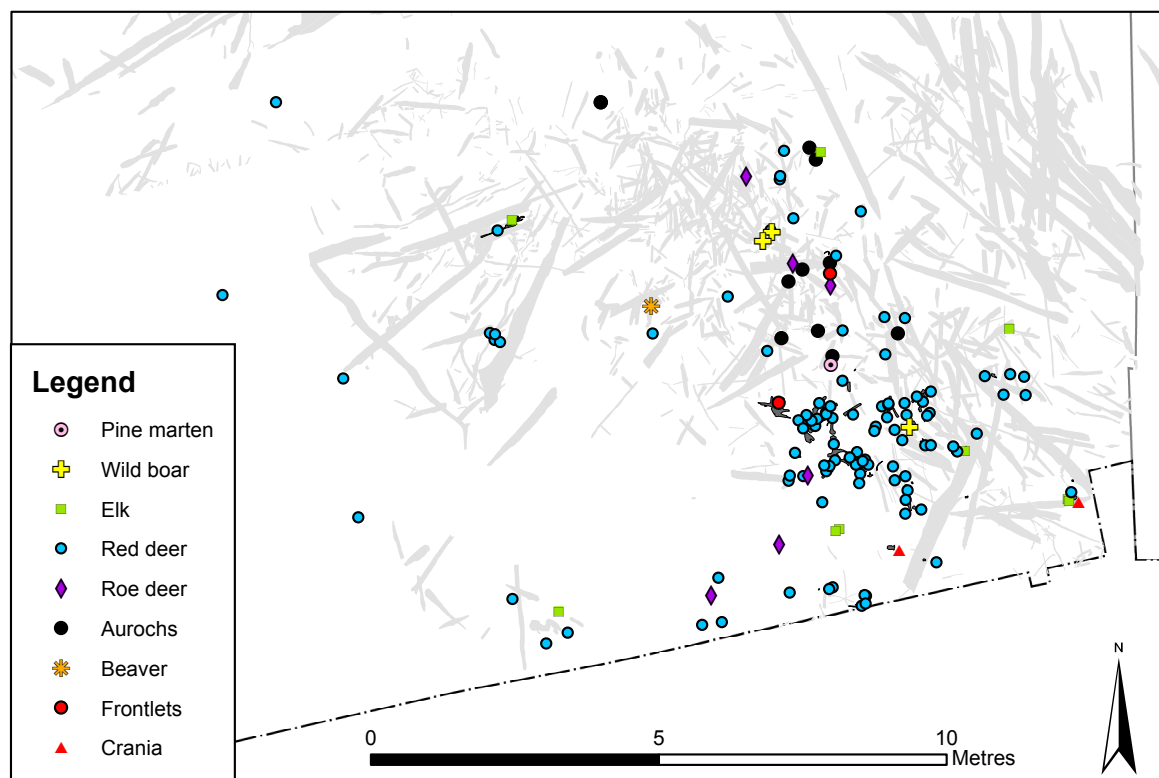 Legend
Pine marten
Wild boar
Elk
Red deer
Roe deer
Aurochs
Beaver
Frontlets
Crania
0 5 10
Metres
N